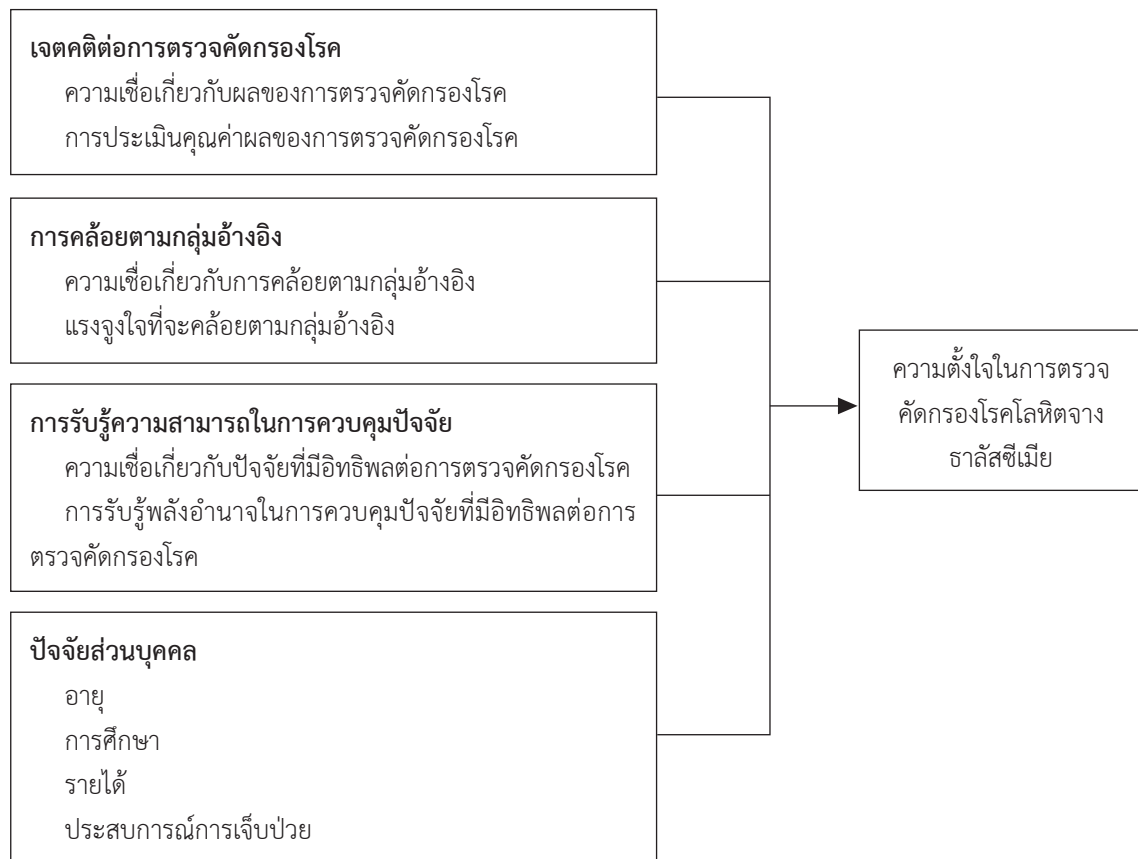 เจตคติต่อการตรวจคัดกรองโรค
ความเชื่อเกี่ยวกับผลของการตรวจคัดกรองโรค
การประเมินคุณค่าผลของการตรวจคัดกรองโรค
การคล้อยตามกลุ่มอ้างอิง
ความเชื่อเกี่ยวกับการคล้อยตามกลุ่มอ้างอิง
แรงจูงใจที่จะคล้อยตามกลุ่มอ้างอิง
การรับรู้ความสามารถในการควบคุมปัจจัย
ความเชื่อเกี่ยวกับปัจจัยที่มีอิทธิพลต่อการตรวจคัดกรองโรค
การรับรู้พลังอำนาจในการควบคุมปัจจัยที่มีอิทธิพลต่อการ
ตรวจคัดกรองโรค
ปัจจัยส่วนบุคคล
อายุ
การศึกษา
รายได้
ประสบการณ์การเจ็บป่วย
ความตั้งใจในการตรวจ
คัดกรองโรคโลหิตจาง
ธาลัสซีเมีย